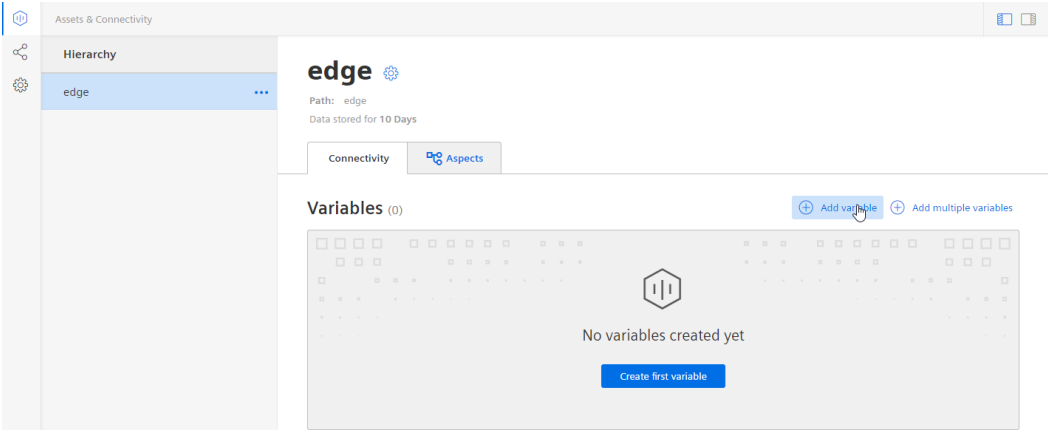 Assets & Connectivity
Hierarchy
edge
edge
Path: edge
Data stored for 10 Days
Connectivity
Aspects
Variables (0)
Add variable
Add multiple variables
No variables created yet
Create first variable